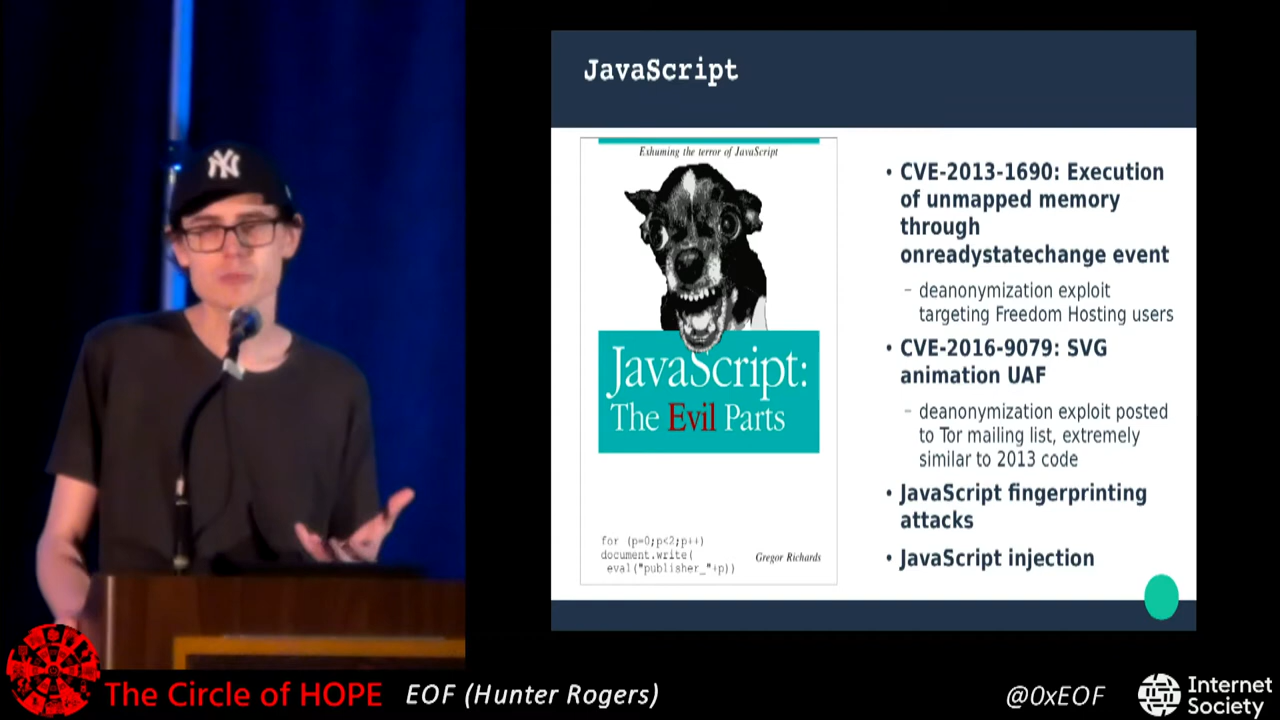 NY
JavaScript
Exhuming the terror of JavaScript
JavaScript:
The Evil Parts
for (p=0;p<2;p++)
document.write(
eval("publisher_"+p))
Gregor Richards
• CVE-2013-1690: Execution
of unmapped memory
through
onreadystatechange event
– deanonymization exploit
targeting Freedom Hosting users
• CVE-2016-9079: SVG
animation UAF
– deanonymization exploit posted
to Tor mailing list, extremely
similar to 2013 code
• JavaScript fingerprinting
attacks
• JavaScript injection
The Circle of HOPE
EOF (Hunter Rogers)
@0xEOF
Internet
Society